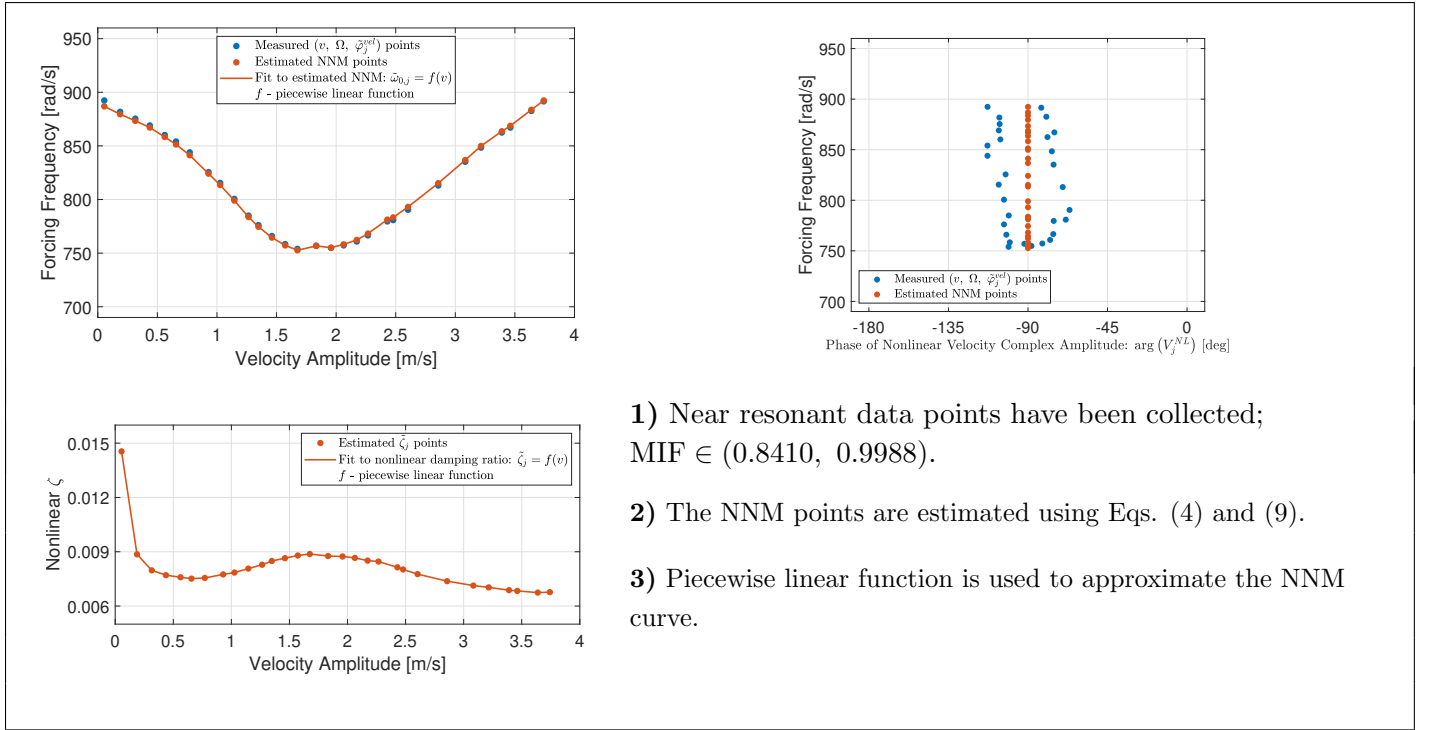 950
900
850
800
750
700
Forcing Frequency [rad/s]
Measured (v, Ω, φ̃_j^{vel}) points
Estimated NNM points
Fit to estimated NNM: ω̃_{0,j} = f(v)
f - piecewise linear function
0 0.5 1 1.5 2 2.5 3 3.5 4
Velocity Amplitude [m/s]
950
900
850
800
750
700
Forcing Frequency [rad/s]
Measured (v, Ω, φ̃_j^{vel}) points
Estimated NNM points
-180 -135 -90 -45 0
Phase of Nonlinear Velocity Complex Amplitude: arg (V_j^{NL}) [deg]
0.015
0.012
0.009
0.006
Nonlinear ζ
Estimated ζ̃_j points
Fit to nonlinear damping ratio: ζ̃_j = f(v)
f - piecewise linear function
0 0.5 1 1.5 2 2.5 3 3.5 4
Velocity Amplitude [m/s]
1) Near resonant data points have been collected;
MIF ∈ (0.8410, 0.9988).
2) The NNM points are estimated using Eqs. (4) and (9).
3) Piecewise linear function is used to approximate the NNM
curve.